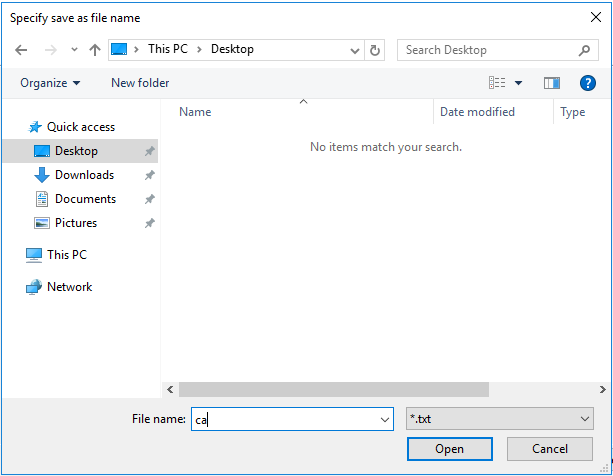 Specify save as file name
This PC > Desktop
Search Desktop
Organize
New folder
?
Name
Date modified
Type
Quick access
Desktop
Downloads
Documents
Pictures
This PC
Network
No items match your search.
File name: ca
*.txt
Open
Cancel